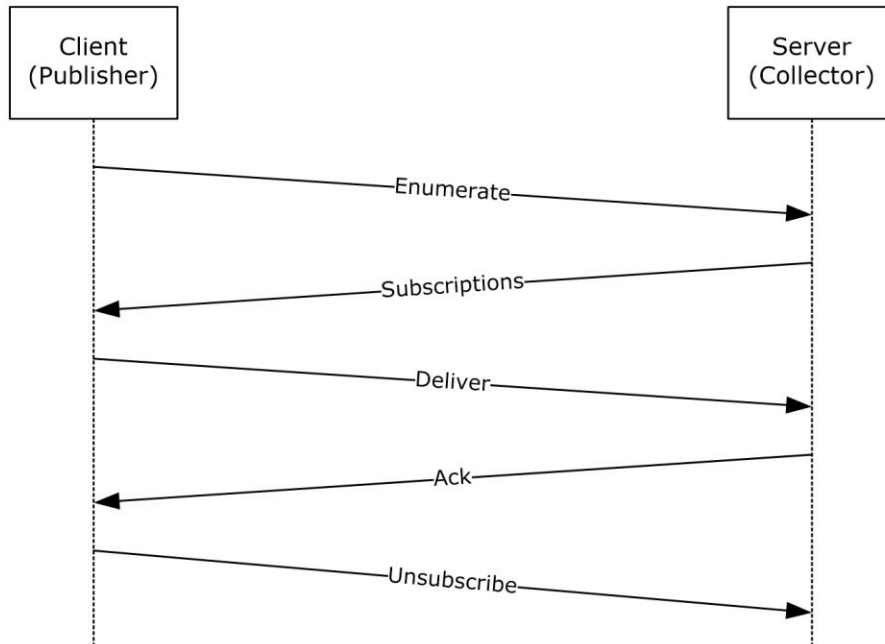 Client
(Publisher)
Server
(Collector)
Enumerate
Subscriptions
Deliver
Ack
Unsubscribe